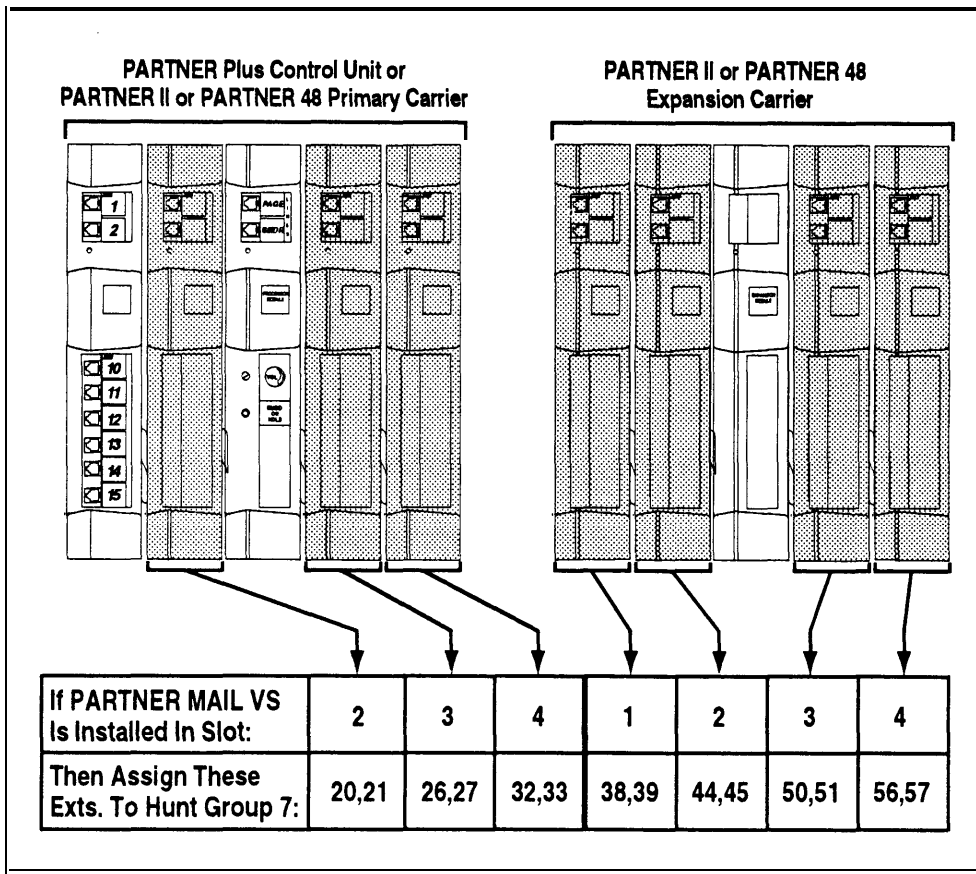 PARTNER Plus Control Unit or
PARTNER II or PARTNER 48 Primary Carrier
PARTNER II or PARTNER 48
Expansion Carrier
1
2
PAGE
10
11
12
13
14
15
MUSIC
ON
HOLD
If PARTNER MAIL VS
Is Installed In Slot:
2
3
4
1
2
3
4
Then Assign These
Exts. To Hunt Group 7:
20,21
26,27
32,33
38,39
44,45
50,51
56,57